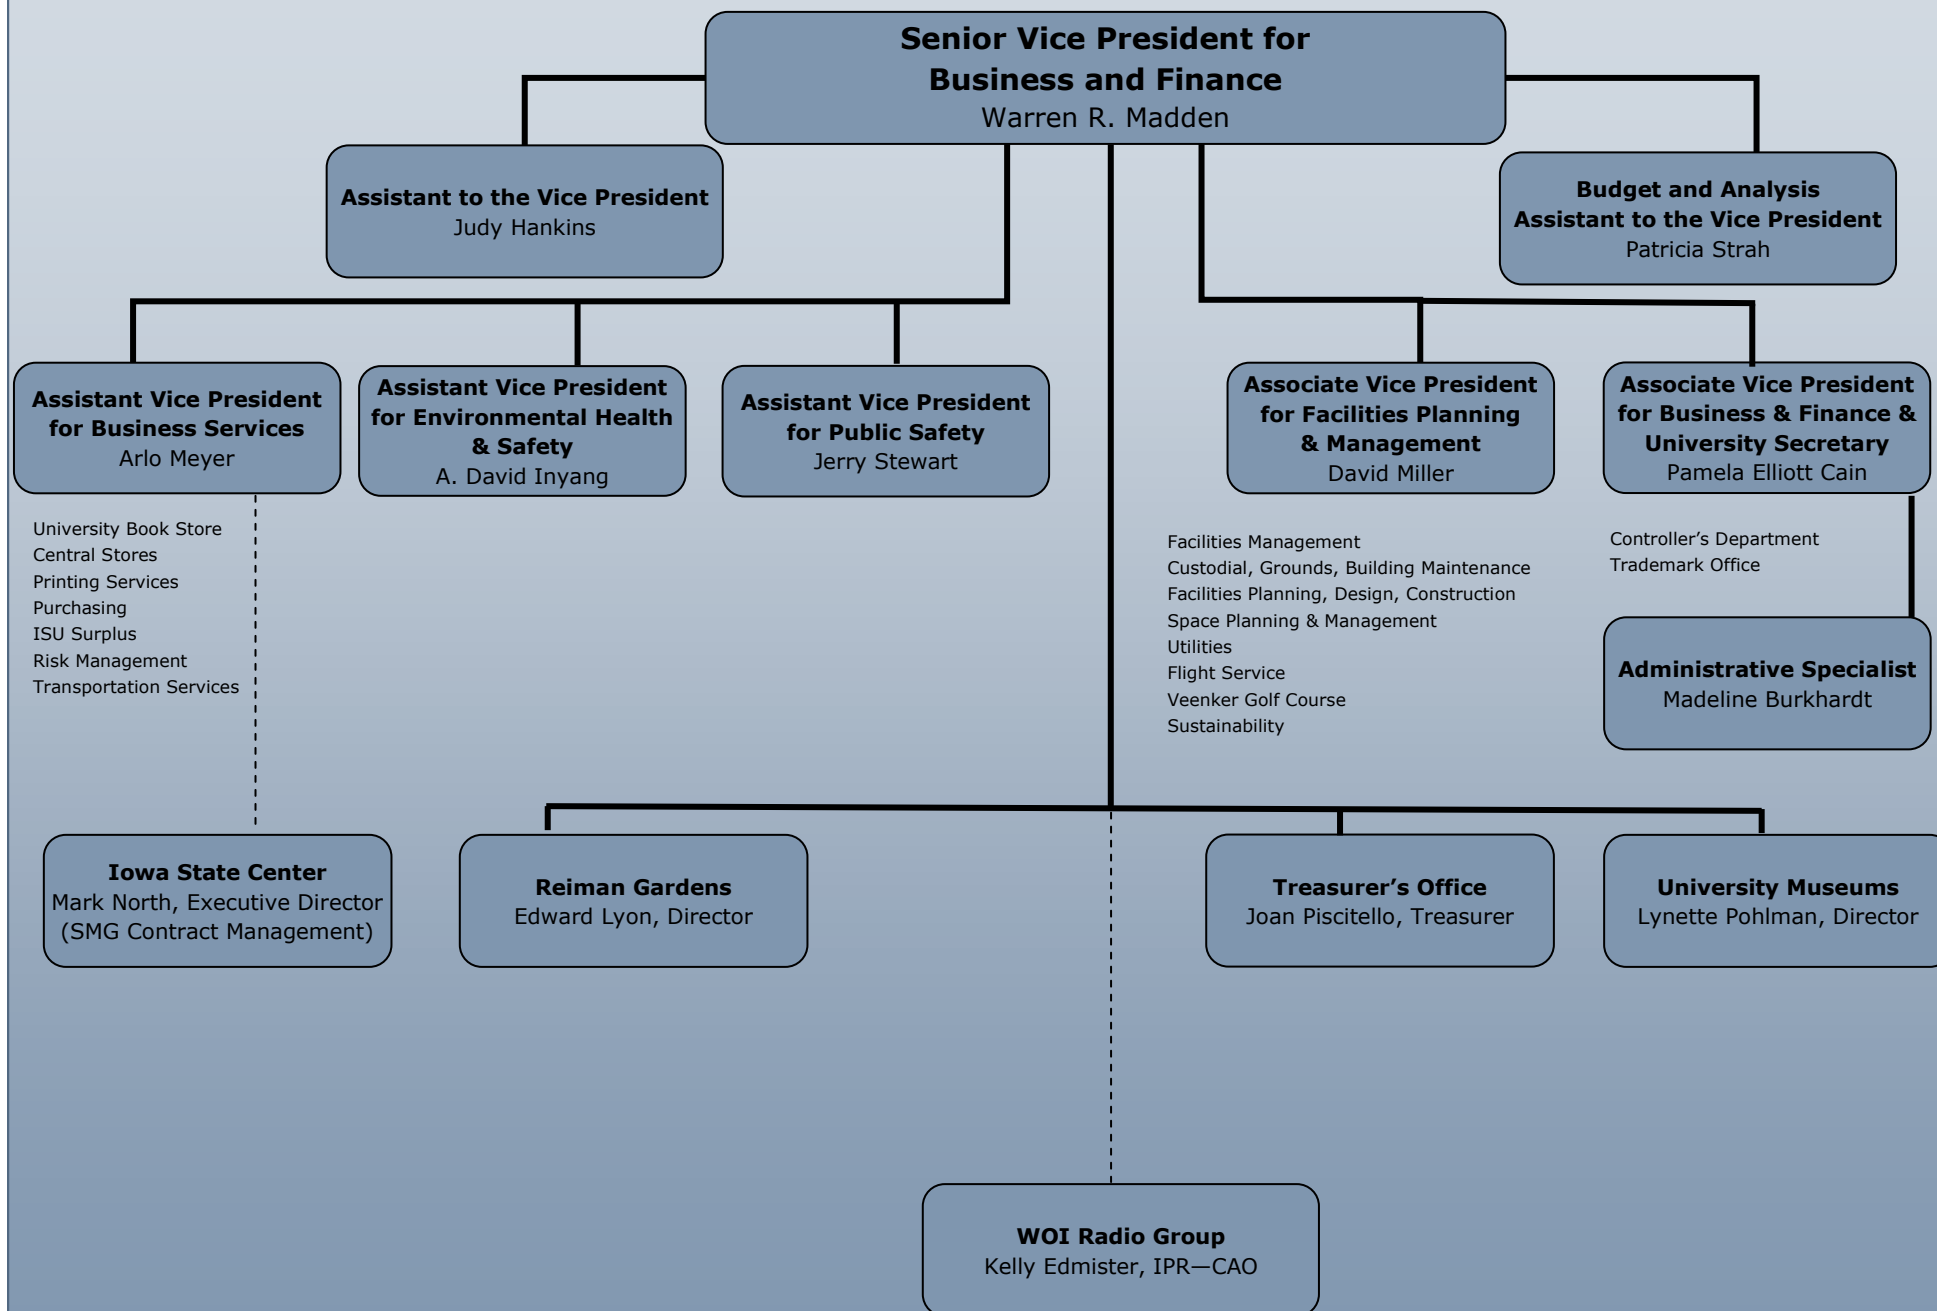 Senior Vice President for
Business and Finance
Warren R. Madden
Assistant to the Vice President
Judy Hankins
Budget and Analysis
Assistant to the Vice President
Patricia Strah
Assistant Vice President
for Business Services
Arlo Meyer
Assistant Vice President
for Environmental Health
& Safety
A. David Inyang
Assistant Vice President
for Public Safety
Jerry Stewart
Associate Vice President
for Facilities Planning
& Management
David Miller
Associate Vice President
for Business & Finance &
University Secretary
Pamela Elliott Cain
University Book Store
Central Stores
Printing Services
Purchasing
ISU Surplus
Risk Management
Transportation Services
Facilities Management
Custodial, Grounds, Building Maintenance
Facilities Planning, Design, Construction
Space Planning & Management
Utilities
Flight Service
Veenker Golf Course
Sustainability
Controller’s Department
Trademark Office
Administrative Specialist
Madeline Burkhardt
Iowa State Center
Mark North, Executive Director
(SMG Contract Management)
Reiman Gardens
Edward Lyon, Director
Treasurer’s Office
Joan Piscitello, Treasurer
University Museums
Lynette Pohlman, Director
WOI Radio Group
Kelly Edmister, IPR—CAO